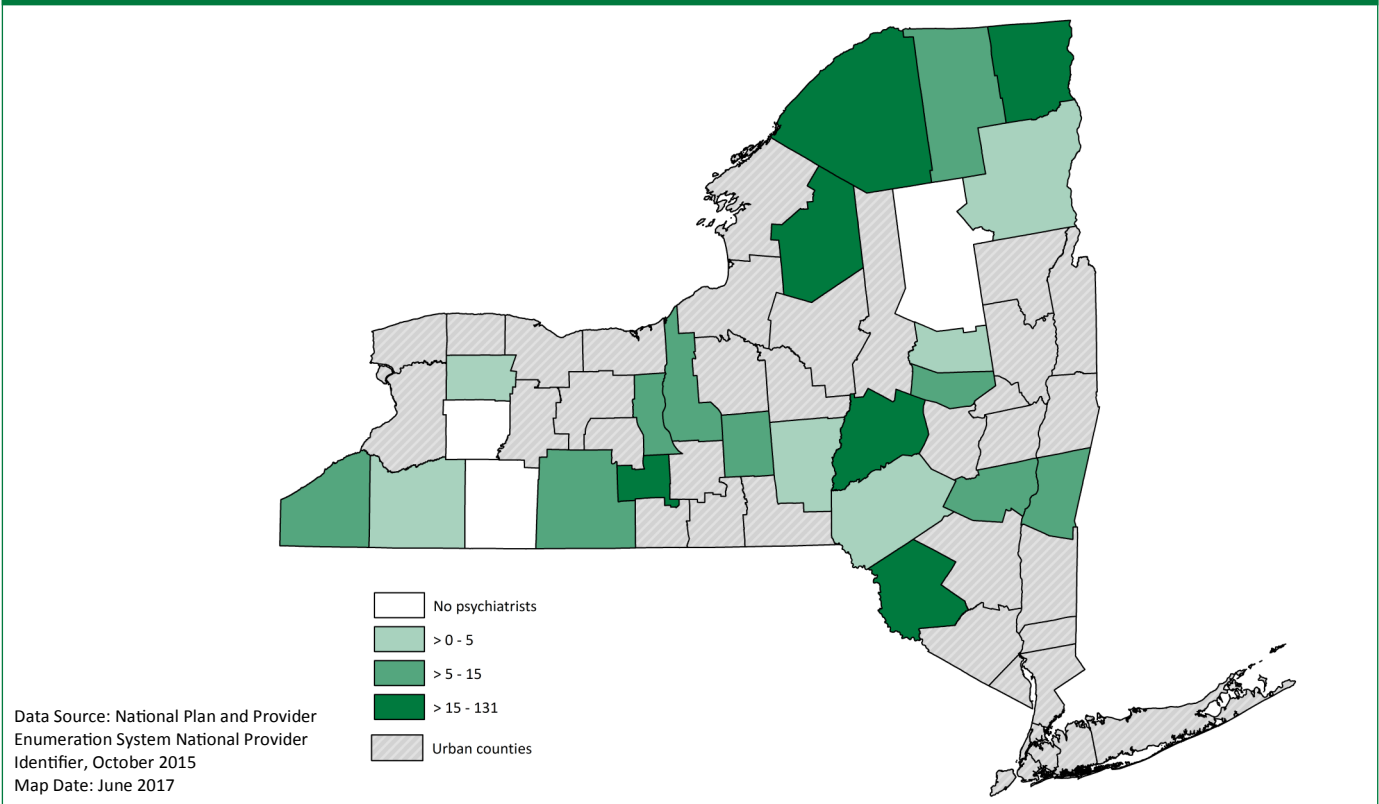 No psychiatrists
> 0 - 5
> 5 - 15
> 15 - 131
Urban counties
Data Source: National Plan and Provider
Enumeration System National Provider
Identifier, October 2015
Map Date: June 2017